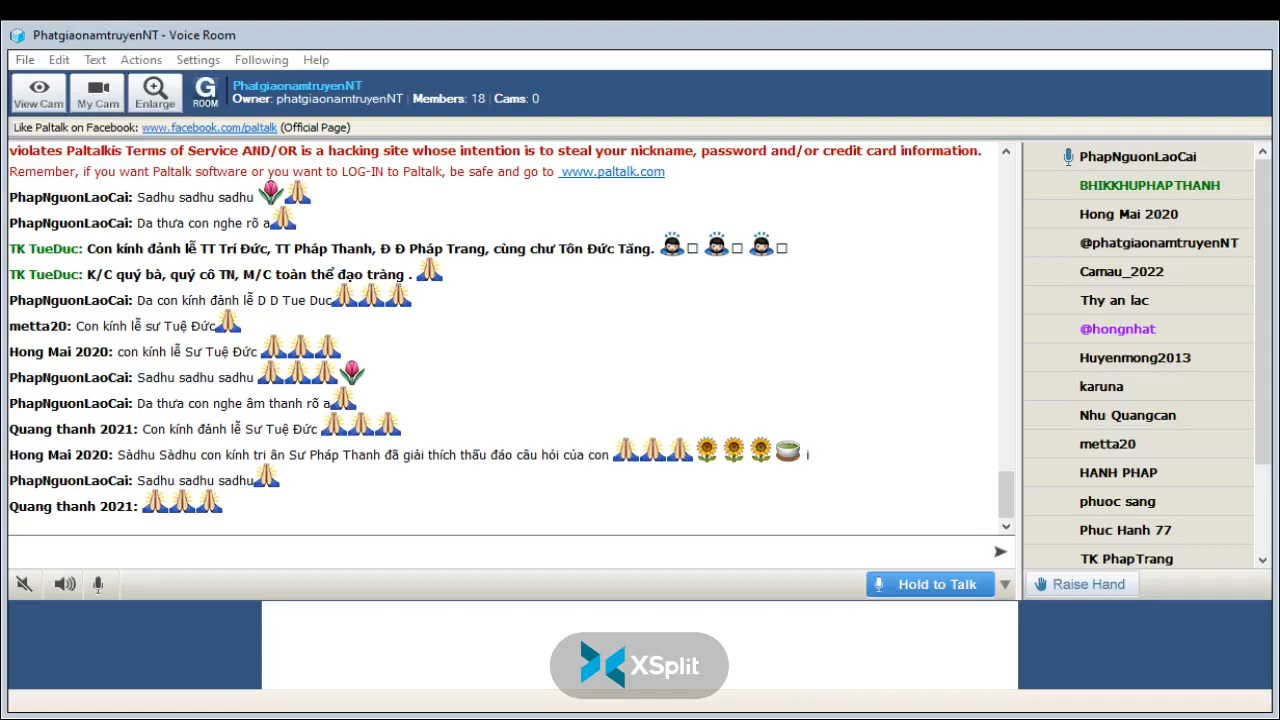 PhatgiaonamtruyenNT - Voice Room
File Edit Text Actions Settings Following Help
View Cam My Cam Enlarge G ROOM
PhatgiaonamtruyenNT
Owner: phatgiaonamtruyenNT | Members: 18 | Cams: 0
Like Paltalk on Facebook: www.facebook.com/paltalk (Official Page)
violates Paltalkís Terms of Service AND/OR is a hacking site whose intention is to steal your nickname, password and/or credit card information.
Remember, if you want Paltalk software or you want to LOG-IN to Paltalk, be safe and go to www.paltalk.com
PhapNguonLaoCai: Sadhu sadhu sadhu
PhapNguonLaoCai: Da thưa con nghe rõ a
TK TueDuc: Con kính đảnh lễ TT Trí Đức, TT Pháp Thanh, Đ Đ Pháp Trang, cùng chư Tôn Đức Tăng.
TK TueDuc: K/C quý bà, quý cô TN, M/C toàn thể đạo tràng .
PhapNguonLaoCai: Da con kính đảnh lễ D D Tue Duc
metta20: Con kính lễ sư Tuệ Đức
Hong Mai 2020: con kính lễ Sư Tuệ Đức
PhapNguonLaoCai: Sadhu sadhu sadhu
PhapNguonLaoCai: Da thưa con nghe âm thanh rõ a
Quang thanh 2021: Con kính đảnh lễ Sư Tuệ Đức
Hong Mai 2020: Sàdhu Sàdhu con kính tri ân Sư Pháp Thanh đã giải thích thấu đáo câu hỏi của con i
PhapNguonLaoCai: Sadhu sadhu sadhu
Quang thanh 2021:
PhapNguonLaoCai
BHIKKHUPHAPTHANH
Hong Mai 2020
@phatgiaonamtruyenNT
Camau_2022
Thy an lac
@hongnhat
Huyenmong2013
karuna
Nhu Quangcan
metta20
HANH PHAP
phuoc sang
Phuc Hanh 77
TK PhapTrang
Hold to Talk
Raise Hand
XSplit